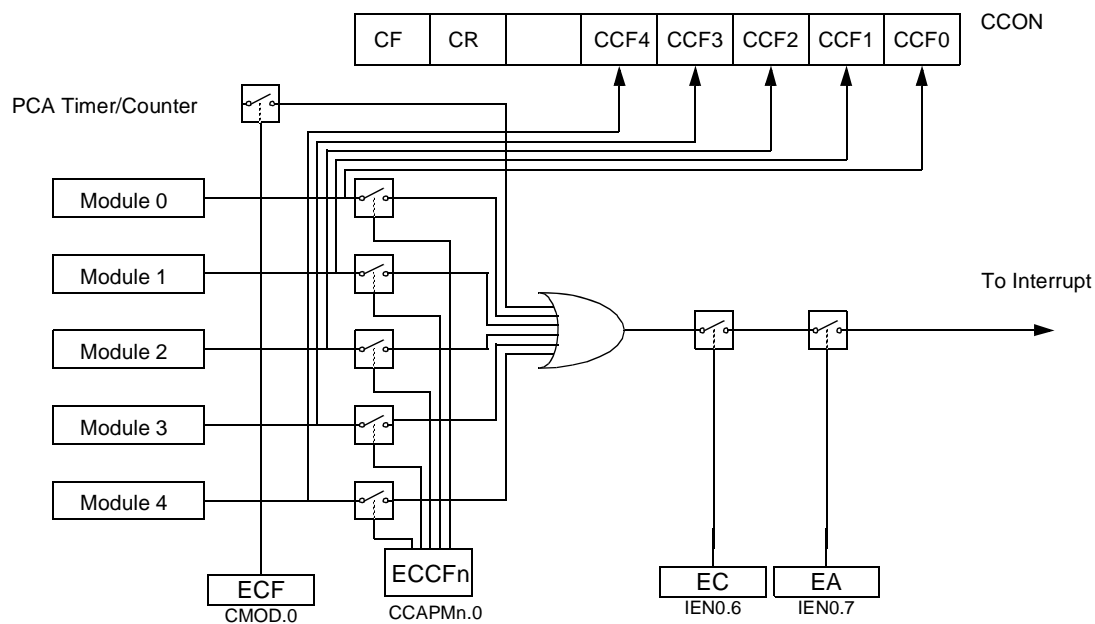 CCON
CF CR CCF4 CCF3 CCF2 CCF1 CCF0
PCA Timer/Counter
Module 0
Module 1
To Interrupt
Module 2
Module 3
Module 4
ECF
CMOD.0
ECCFn
CCAPMn.0
EC
IEN0.6
EA
IEN0.7